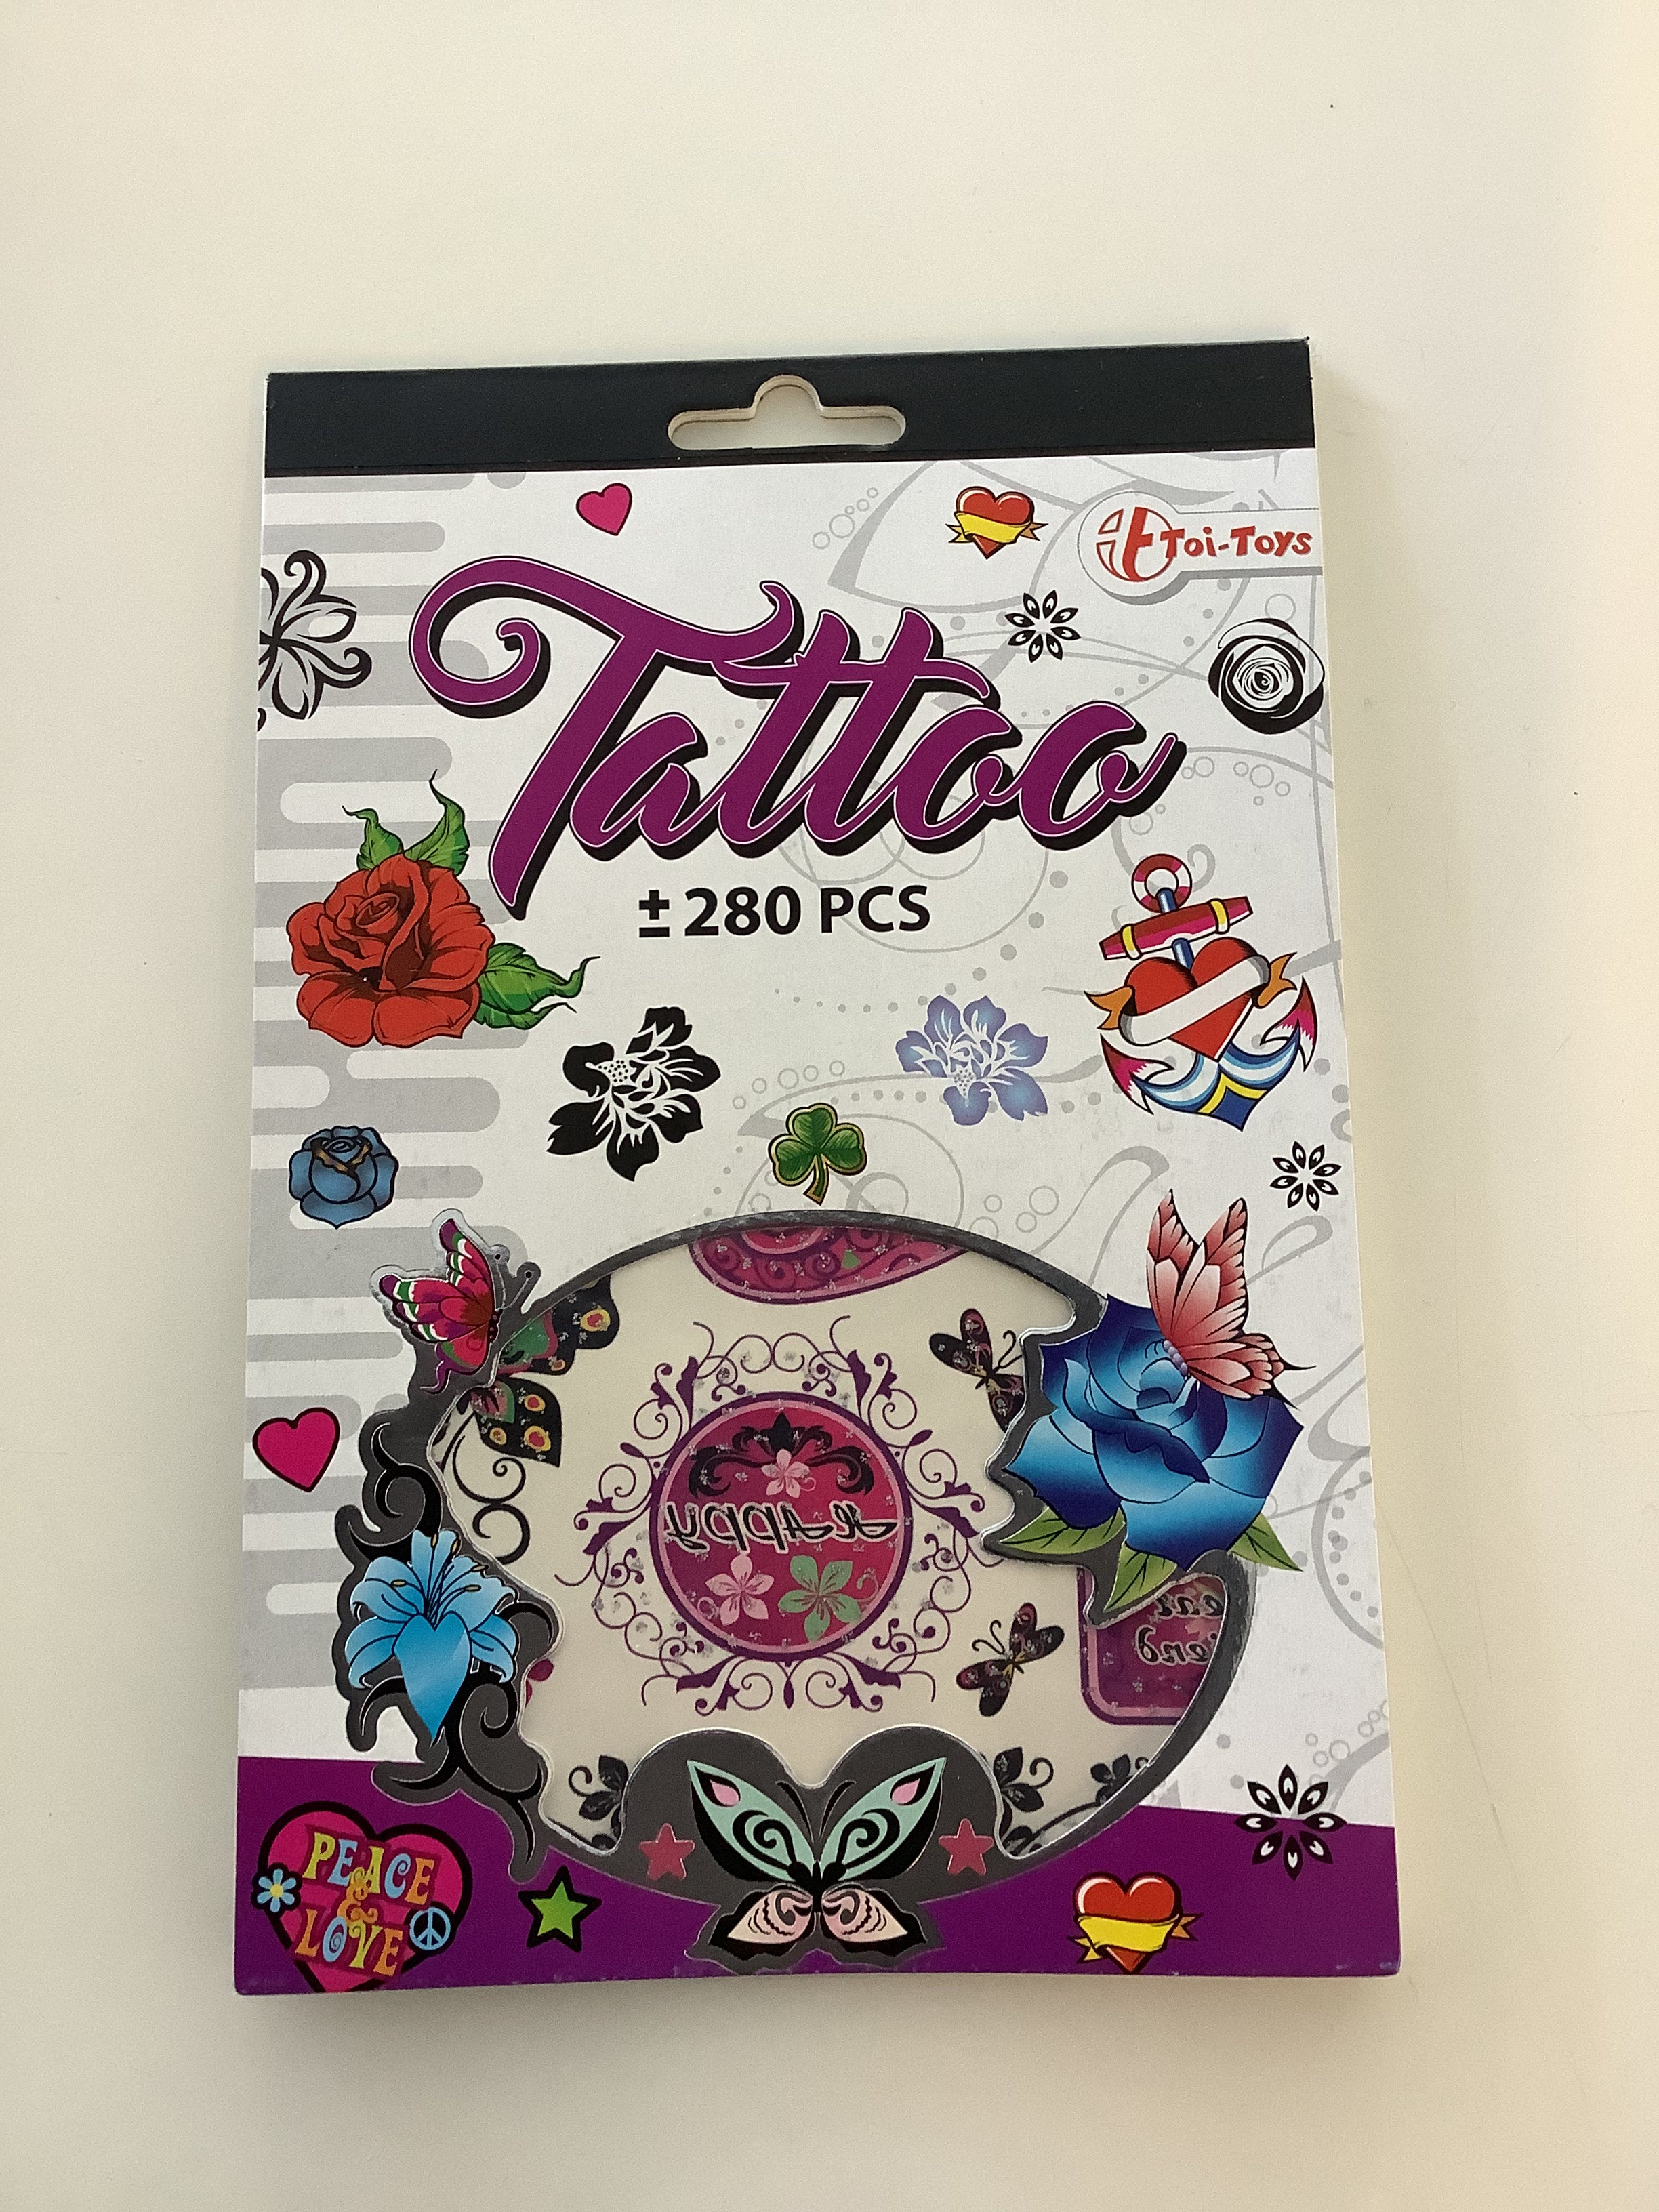 Toi-Toys
Tattoo
± 280 PCS
PEACE
&
LOVE